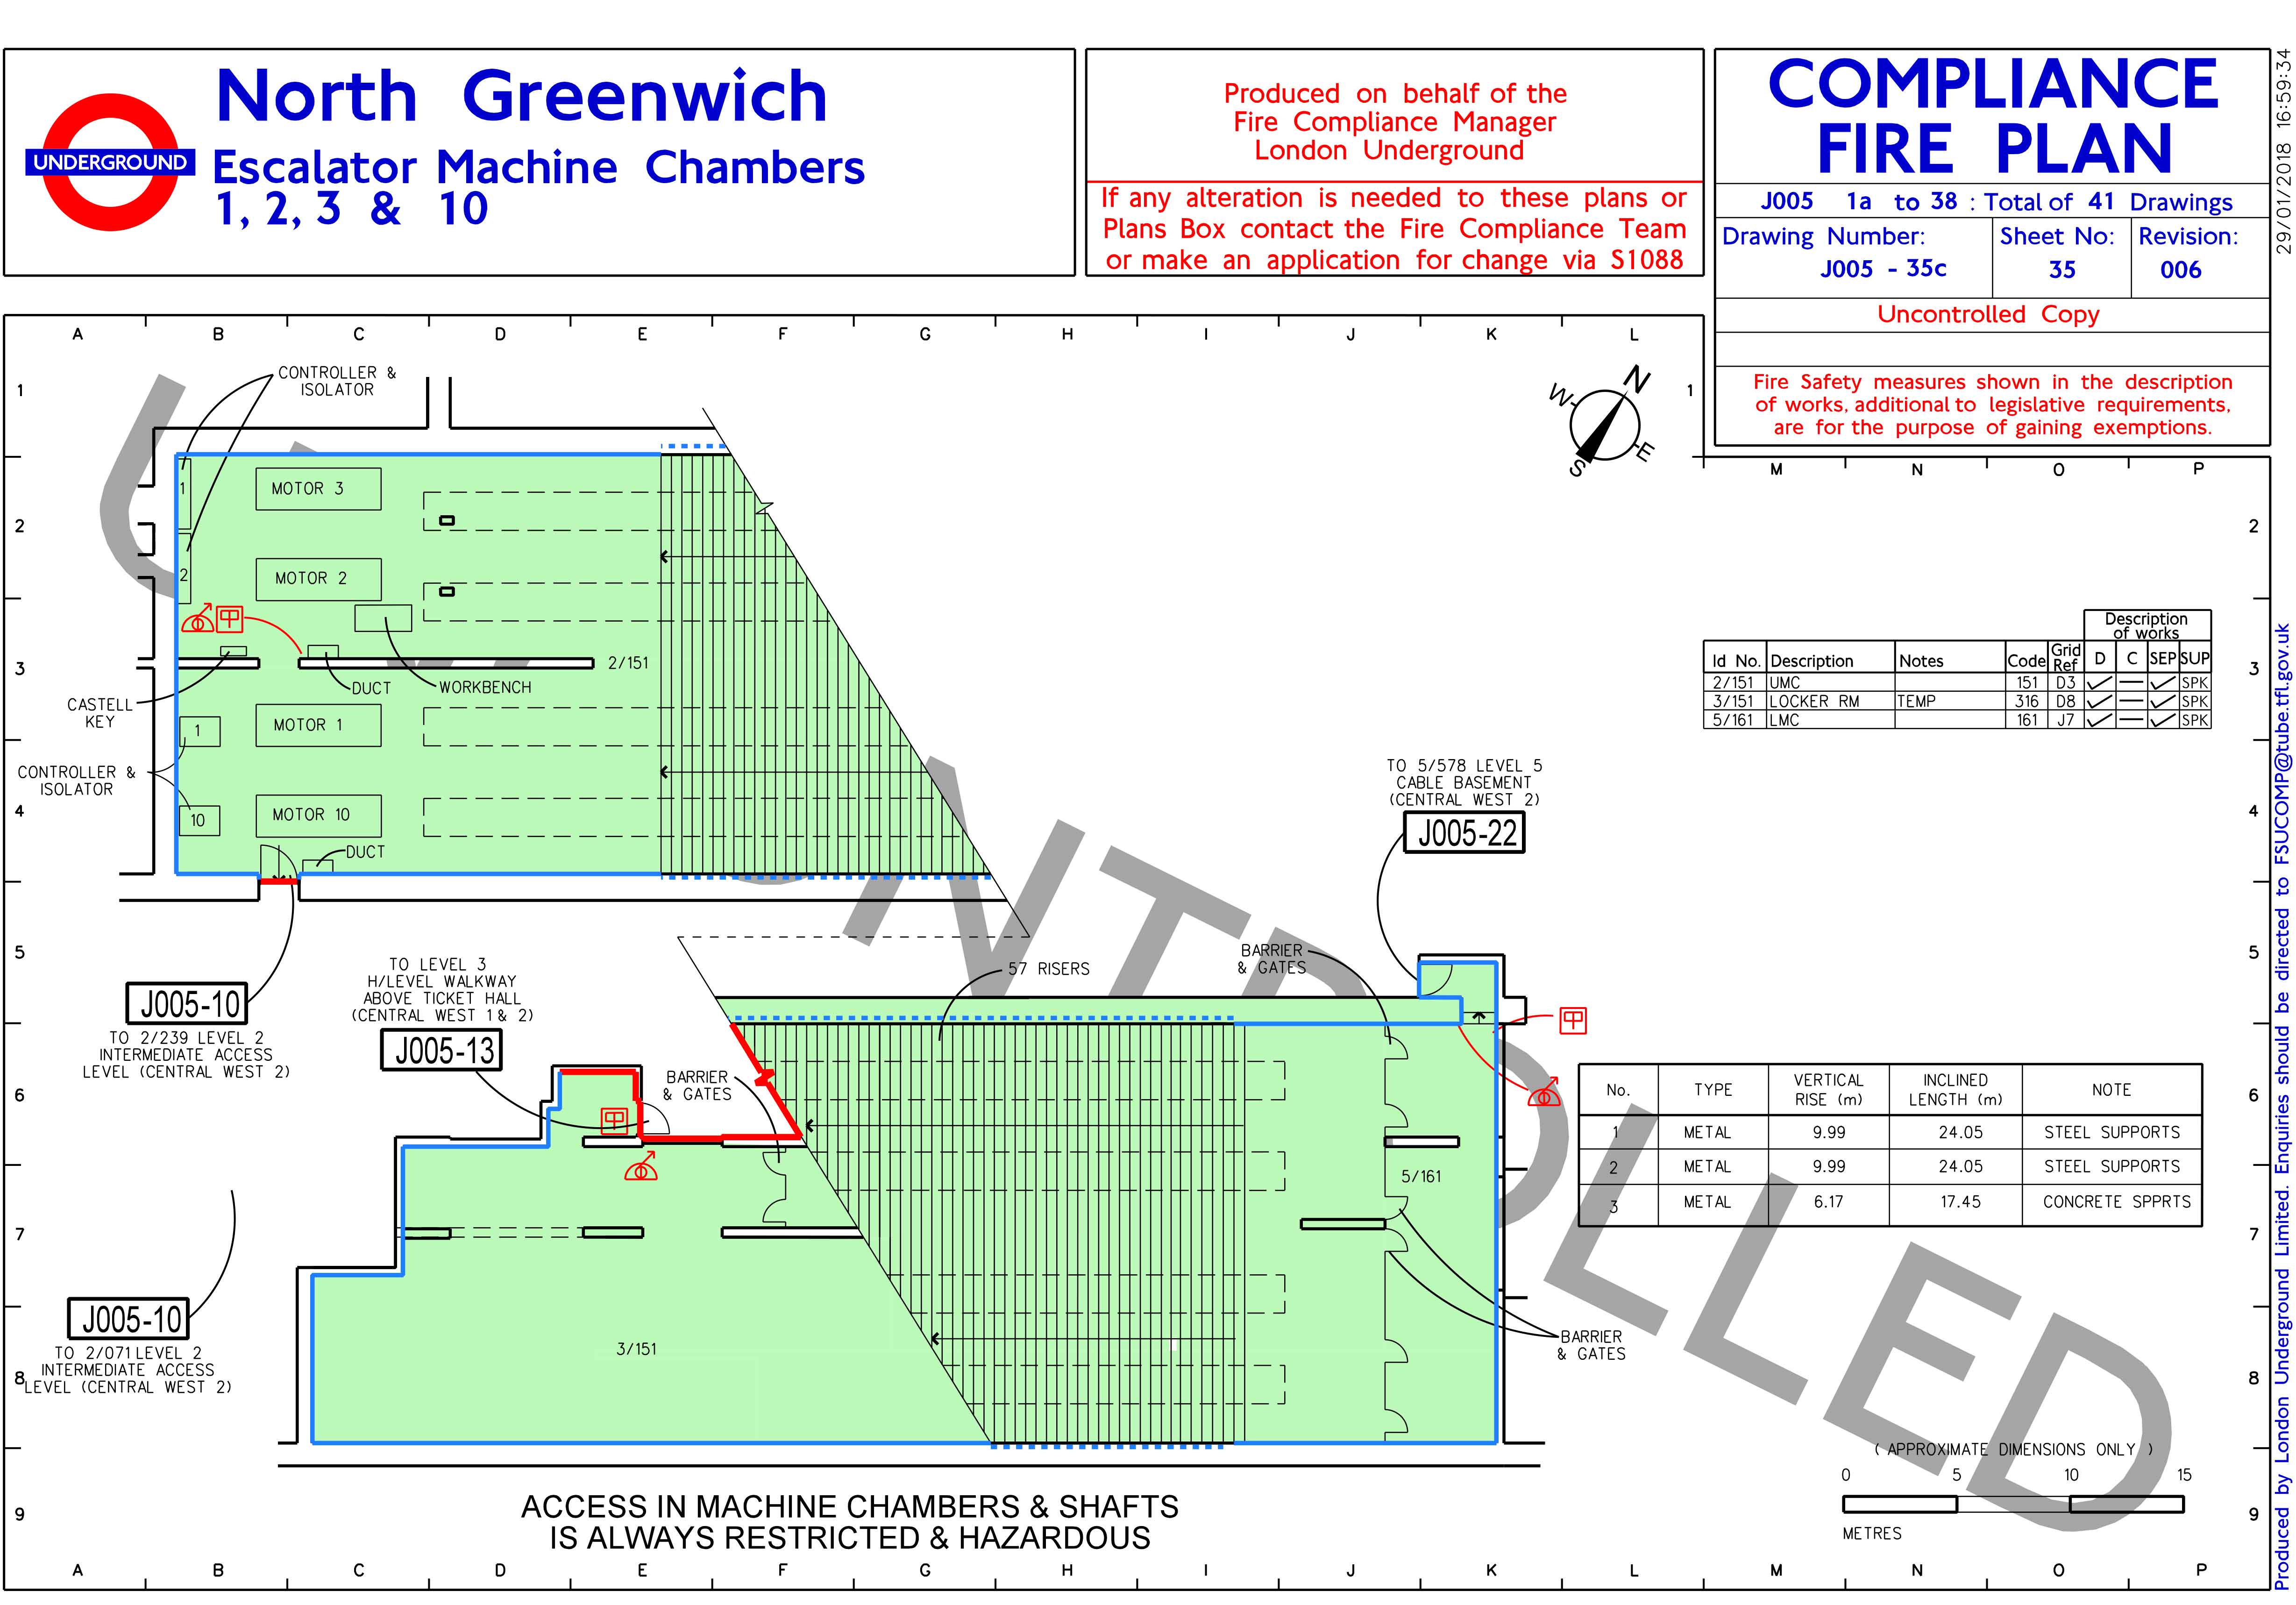 North Greenwich
Escalator Machine Chambers
1, 2, 3 & 10
UNDERGROUND
Produced on behalf of the
Fire Compliance Manager
London Underground
If any alteration is needed to these plans or
Plans Box contact the Fire Compliance Team
or make an application for change via S1088
COMPLIANCE
FIRE PLAN
J005 1a to 38 : Total of 41 Drawings
Drawing Number:
J005 - 35c
Sheet No:
35
Revision:
006
Uncontrolled Copy
Fire Safety measures shown in the description
of works, additional to legislative requirements,
are for the purpose of gaining exemptions.
29/01/2018 16:59:34
Produced by London Underground Limited. Enquiries should be directed to FSUCOMP@tube.tfl.gov.uk
A B C D E F G H I J K L
M N O P
1
1
2
2
3
3
4
4
5
5
6
6
7
7
8
8
9
9
N
W
E
S
CONTROLLER &
ISOLATOR
1
MOTOR 3
2
MOTOR 2
2/151
DUCT
WORKBENCH
CASTELL
KEY
1
MOTOR 1
CONTROLLER &
ISOLATOR
10
MOTOR 10
DUCT
Description
of works
Id No. Description Notes Code Grid Ref D C SEP SUP
2/151 UMC 151 D3 ✓ — ✓ SPK
3/151 LOCKER RM TEMP 316 D8 ✓ — ✓ SPK
5/161 LMC 161 J7 ✓ — ✓ SPK
TO 5/578 LEVEL 5
CABLE BASEMENT
(CENTRAL WEST 2)
J005-22
J005-10
TO 2/239 LEVEL 2
INTERMEDIATE ACCESS
LEVEL (CENTRAL WEST 2)
TO LEVEL 3
H/LEVEL WALKWAY
ABOVE TICKET HALL
(CENTRAL WEST 1 & 2)
J005-13
57 RISERS
BARRIER
& GATES
BARRIER
& GATES
5/161
No. TYPE VERTICAL RISE (m) INCLINED LENGTH (m) NOTE
1 METAL 9.99 24.05 STEEL SUPPORTS
2 METAL 9.99 24.05 STEEL SUPPORTS
3 METAL 6.17 17.45 CONCRETE SPPRTS
J005-10
TO 2/071 LEVEL 2
INTERMEDIATE ACCESS
LEVEL (CENTRAL WEST 2)
3/151
BARRIER
& GATES
( APPROXIMATE DIMENSIONS ONLY )
0 5 10 15
METRES
ACCESS IN MACHINE CHAMBERS & SHAFTS
IS ALWAYS RESTRICTED & HAZARDOUS
A B C D E F G H I J K L M N O P
UNCONTROLLED